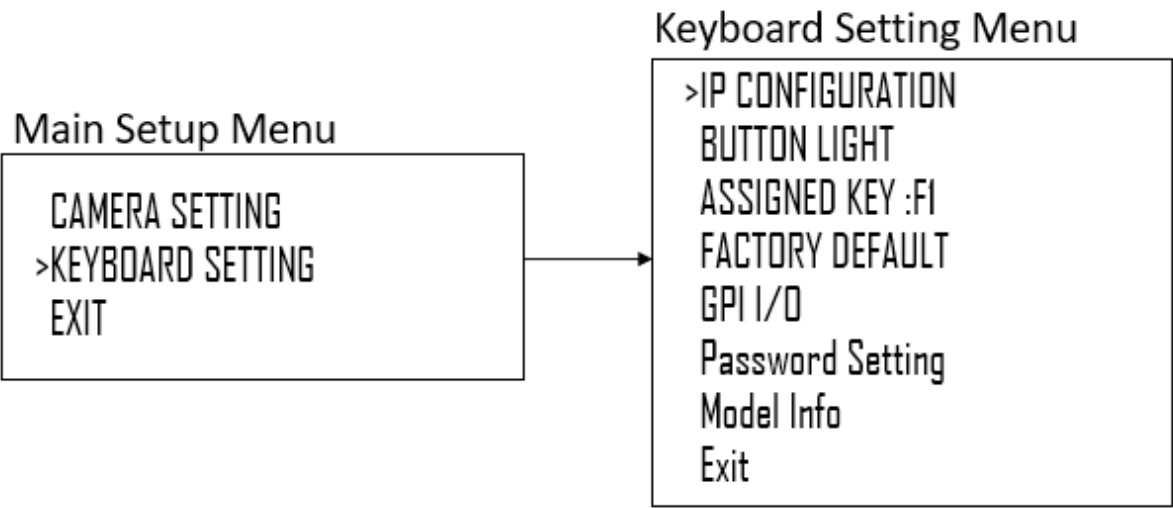 Main Setup Menu
CAMERA SETTING
>KEYBOARD SETTING
EXIT
Keyboard Setting Menu
>IP CONFIGURATION
BUTTON LIGHT
ASSIGNED KEY :F1
FACTORY DEFAULT
GPI I/O
Password Setting
Model Info
Exit